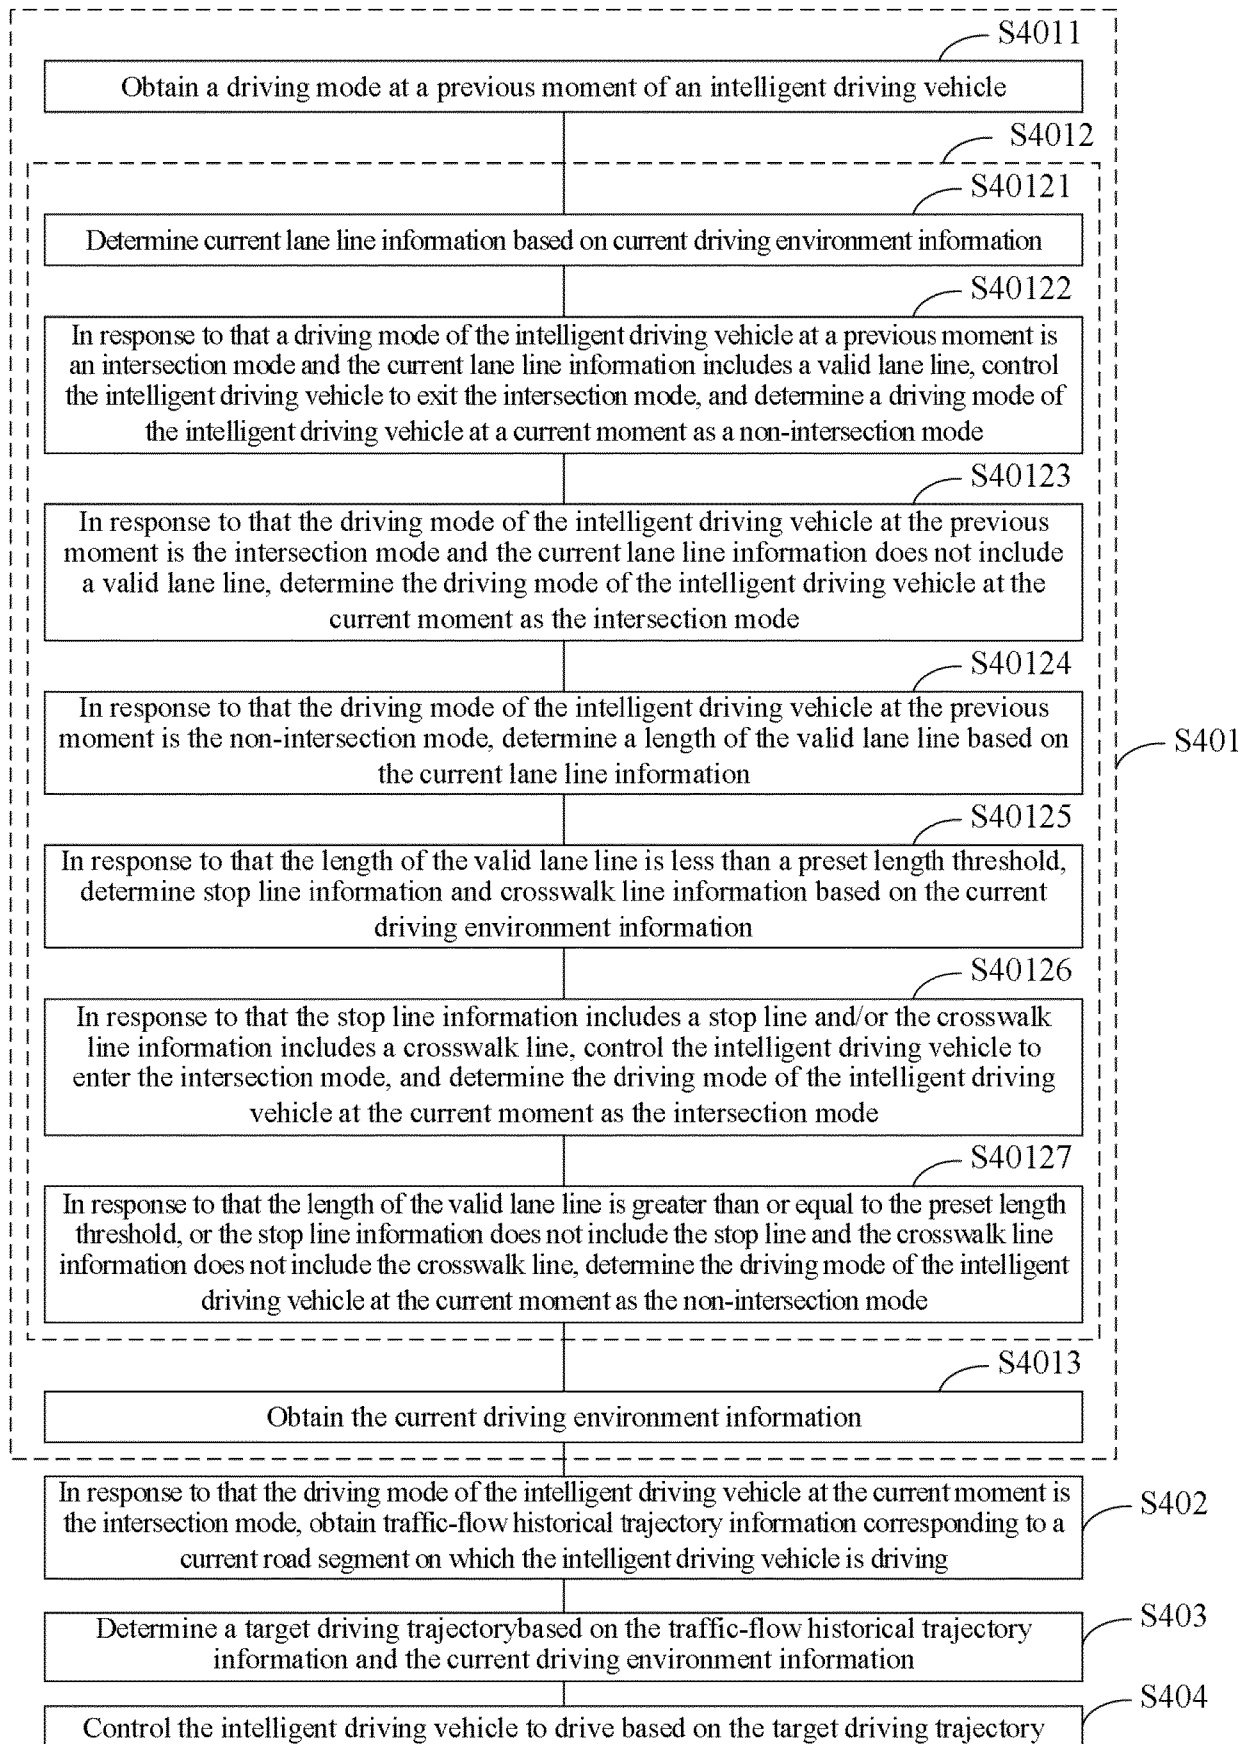 S4011
Obtain a driving mode at a previous moment of an intelligent driving vehicle
S4012
S40121
Determine current lane line information based on current driving environment information
S40122
In response to that a driving mode of the intelligent driving vehicle at a previous moment is
an intersection mode and the current lane line information includes a valid lane line, control
the intelligent driving vehicle to exit the intersection mode, and determine a driving mode of
the intelligent driving vehicle at a current moment as a non-intersection mode
S40123
In response to that the driving mode of the intelligent driving vehicle at the previous
moment is the intersection mode and the current lane line information does not include
a valid lane line, determine the driving mode of the intelligent driving vehicle at the
current moment as the intersection mode
S40124
In response to that the driving mode of the intelligent driving vehicle at the previous
moment is the non-intersection mode, determine a length of the valid lane line based on
the current lane line information
S401
S40125
In response to that the length of the valid lane line is less than a preset length threshold,
determine stop line information and crosswalk line information based on the current
driving environment information
S40126
In response to that the stop line information includes a stop line and/or the crosswalk
line information includes a crosswalk line, control the intelligent driving vehicle to
enter the intersection mode, and determine the driving mode of the intelligent driving
vehicle at the current moment as the intersection mode
S40127
In response to that the length of the valid lane line is greater than or equal to the preset length
threshold, or the stop line information does not include the stop line and the crosswalk line
information does not include the crosswalk line, determine the driving mode of the intelligent
driving vehicle at the current moment as the non-intersection mode
S4013
Obtain the current driving environment information
In response to that the driving mode of the intelligent driving vehicle at the current moment is
the intersection mode, obtain traffic-flow historical trajectory information corresponding to a
current road segment on which the intelligent driving vehicle is driving
S402
Determine a target driving trajectorybased on the traffic-flow historical trajectory
information and the current driving environment information
S403
S404
Control the intelligent driving vehicle to drive based on the target driving trajectory